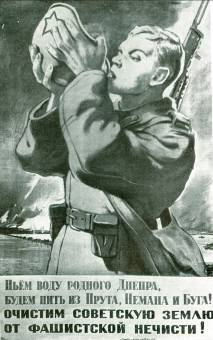 Пьём воду родного Днепра,
будем пить из Прута, Немана и Буга!
ОЧИСТИМ СОВЕТСКУЮ ЗЕМЛЮ
ОТ ФАШИСТСКОЙ НЕЧИСТИ!